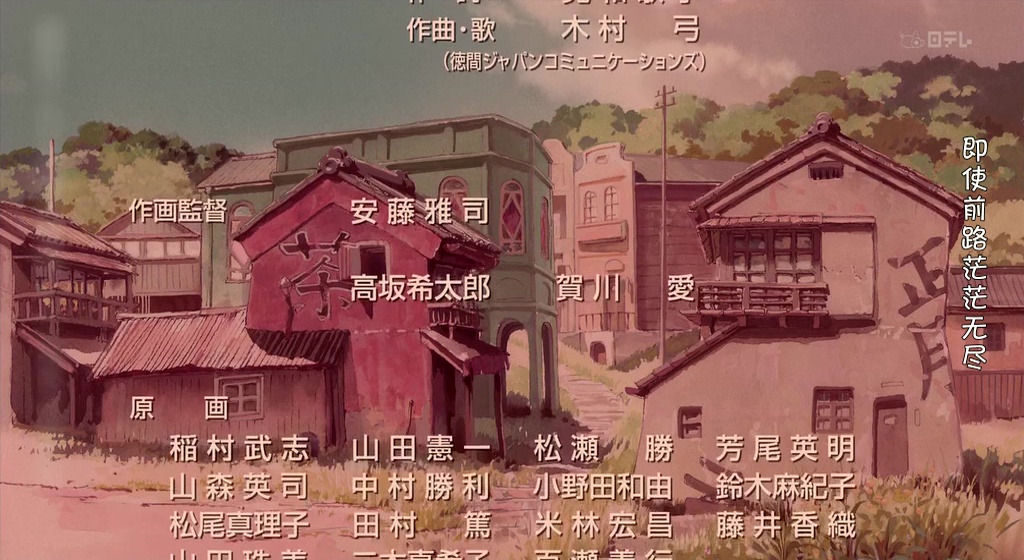 作曲・歌 木村 弓
(徳間ジャパンコミュニケーションズ)
日テレ
作画監督 安藤雅司
高坂希太郎 賀川 愛
原 画
稲村武志 山田憲一 松瀬 勝 芳尾英明
山森英司 中村勝利 小野田和由 鈴木麻紀子
松尾真理子 田村 篤 米林宏昌 藤井香織
即使前路茫茫无尽
茶
正月